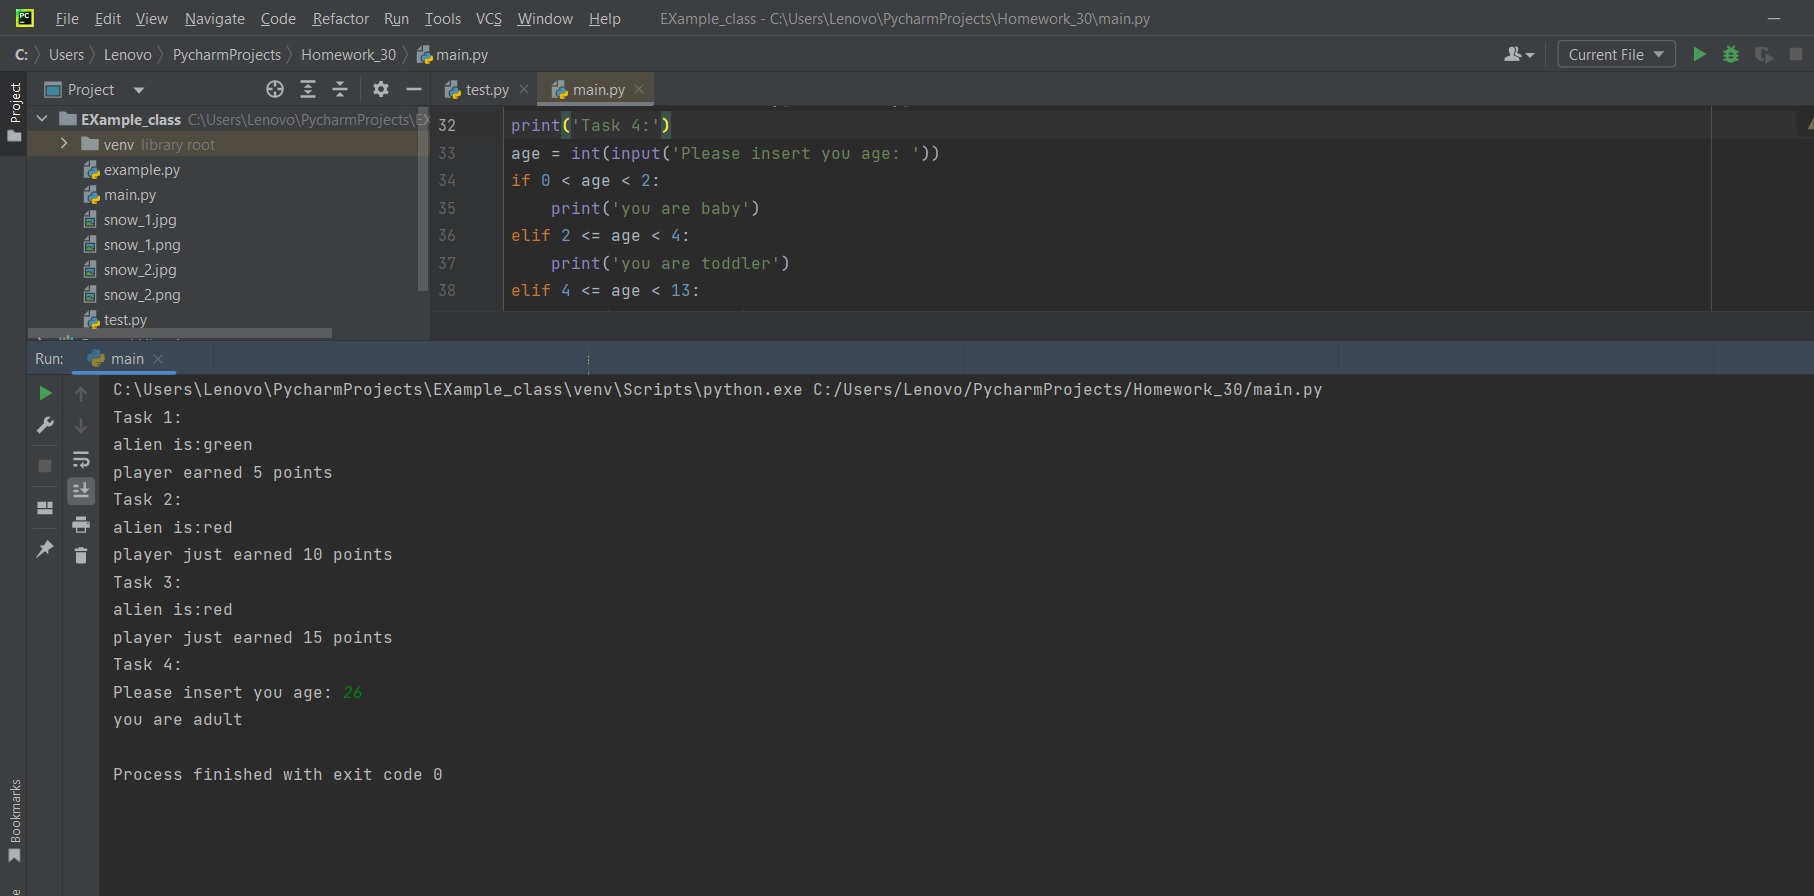 PC File Edit View Navigate Code Refactor Run Tools VCS Window Help EXample_class - C:\Users\Lenovo\PycharmProjects\Homework_30\main.py
C: Users Lenovo PycharmProjects Homework_30 main.py Current File
Project
Project
test.py main.py
EXample_class C:\Users\Lenovo\PycharmProjects\EX
venv library root
example.py
main.py
snow_1.jpg
snow_1.png
snow_2.jpg
snow_2.png
test.py
32 print('Task 4:')
33 age = int(input('Please insert you age: '))
34 if 0 < age < 2:
35 print('you are baby')
36 elif 2 <= age < 4:
37 print('you are toddler')
38 elif 4 <= age < 13:
Run: main
C:\Users\Lenovo\PycharmProjects\EXample_class\venv\Scripts\python.exe C:/Users/Lenovo/PycharmProjects/Homework_30/main.py
Task 1:
alien is:green
player earned 5 points
Task 2:
alien is:red
player just earned 10 points
Task 3:
alien is:red
player just earned 15 points
Task 4:
Please insert you age: 26
you are adult
Process finished with exit code 0
Bookmarks